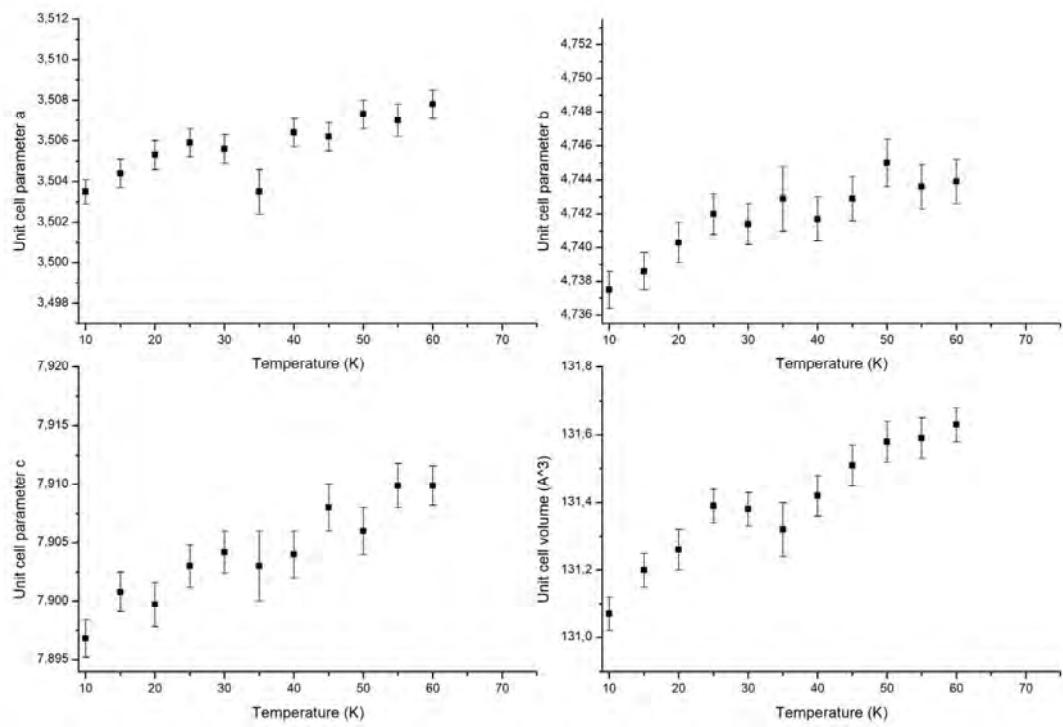 3,512
3,510
3,508
3,506
3,504
3,502
3,500
3,498
Unit cell parameter a
10 20 30 40 50 60 70
Temperature (K)
4,752
4,750
4,748
4,746
4,744
4,742
4,740
4,738
4,736
Unit cell parameter b
10 20 30 40 50 60 70
Temperature (K)
7,920
7,915
7,910
7,905
7,900
7,895
Unit cell parameter c
10 20 30 40 50 60 70
Temperature (K)
131,8
131,6
131,4
131,2
131,0
Unit cell volume (A^3)
10 20 30 40 50 60 70
Temperature (K)